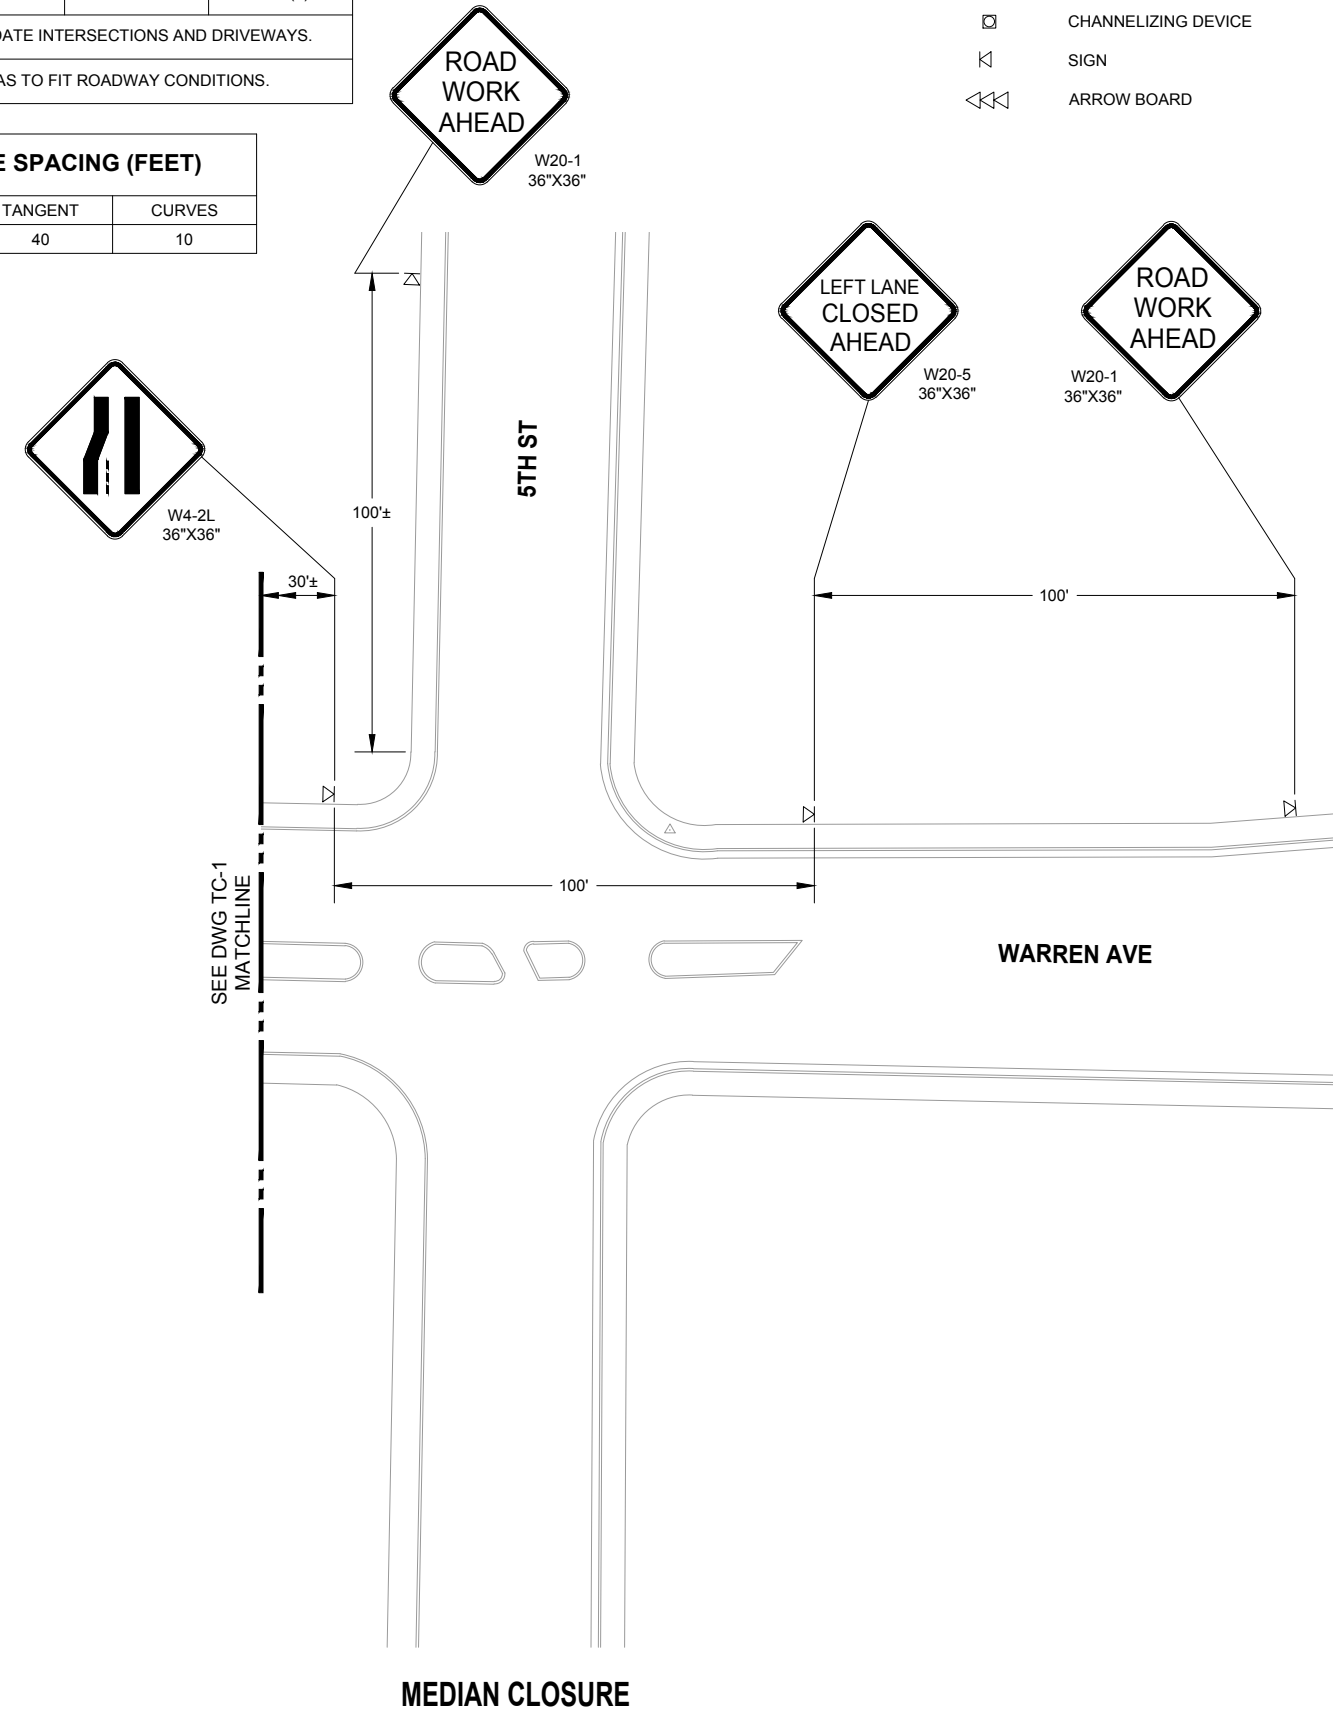 DATE INTERSECTIONS AND DRIVEWAYS.
AS TO FIT ROADWAY CONDITIONS.
E SPACING (FEET)
TANGENT CURVES
40 10
CHANNELIZING DEVICE
SIGN
ARROW BOARD
ROAD
WORK
AHEAD
W20-1
36"X36"
LEFT LANE
CLOSED
AHEAD
W20-5
36"X36"
ROAD
WORK
AHEAD
W20-1
36"X36"
W4-2L
36"X36"
5TH ST
100'±
30'±
100'
100'
SEE DWG TC-1
MATCHLINE
WARREN AVE
MEDIAN CLOSURE